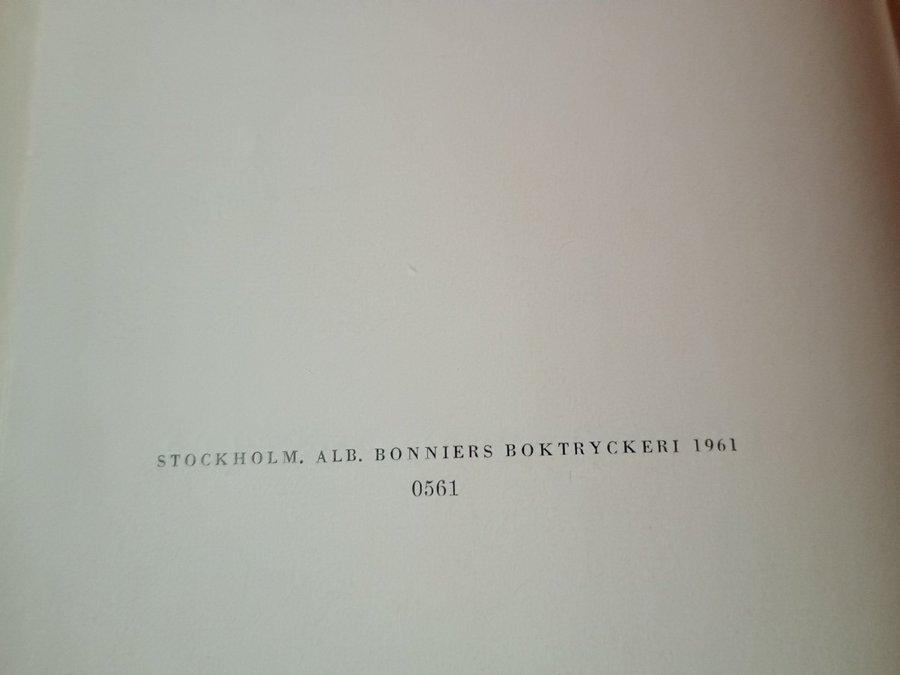 STOCKHOLM. ALB. BONNIERS BOKTRYCKERI 1961
0561